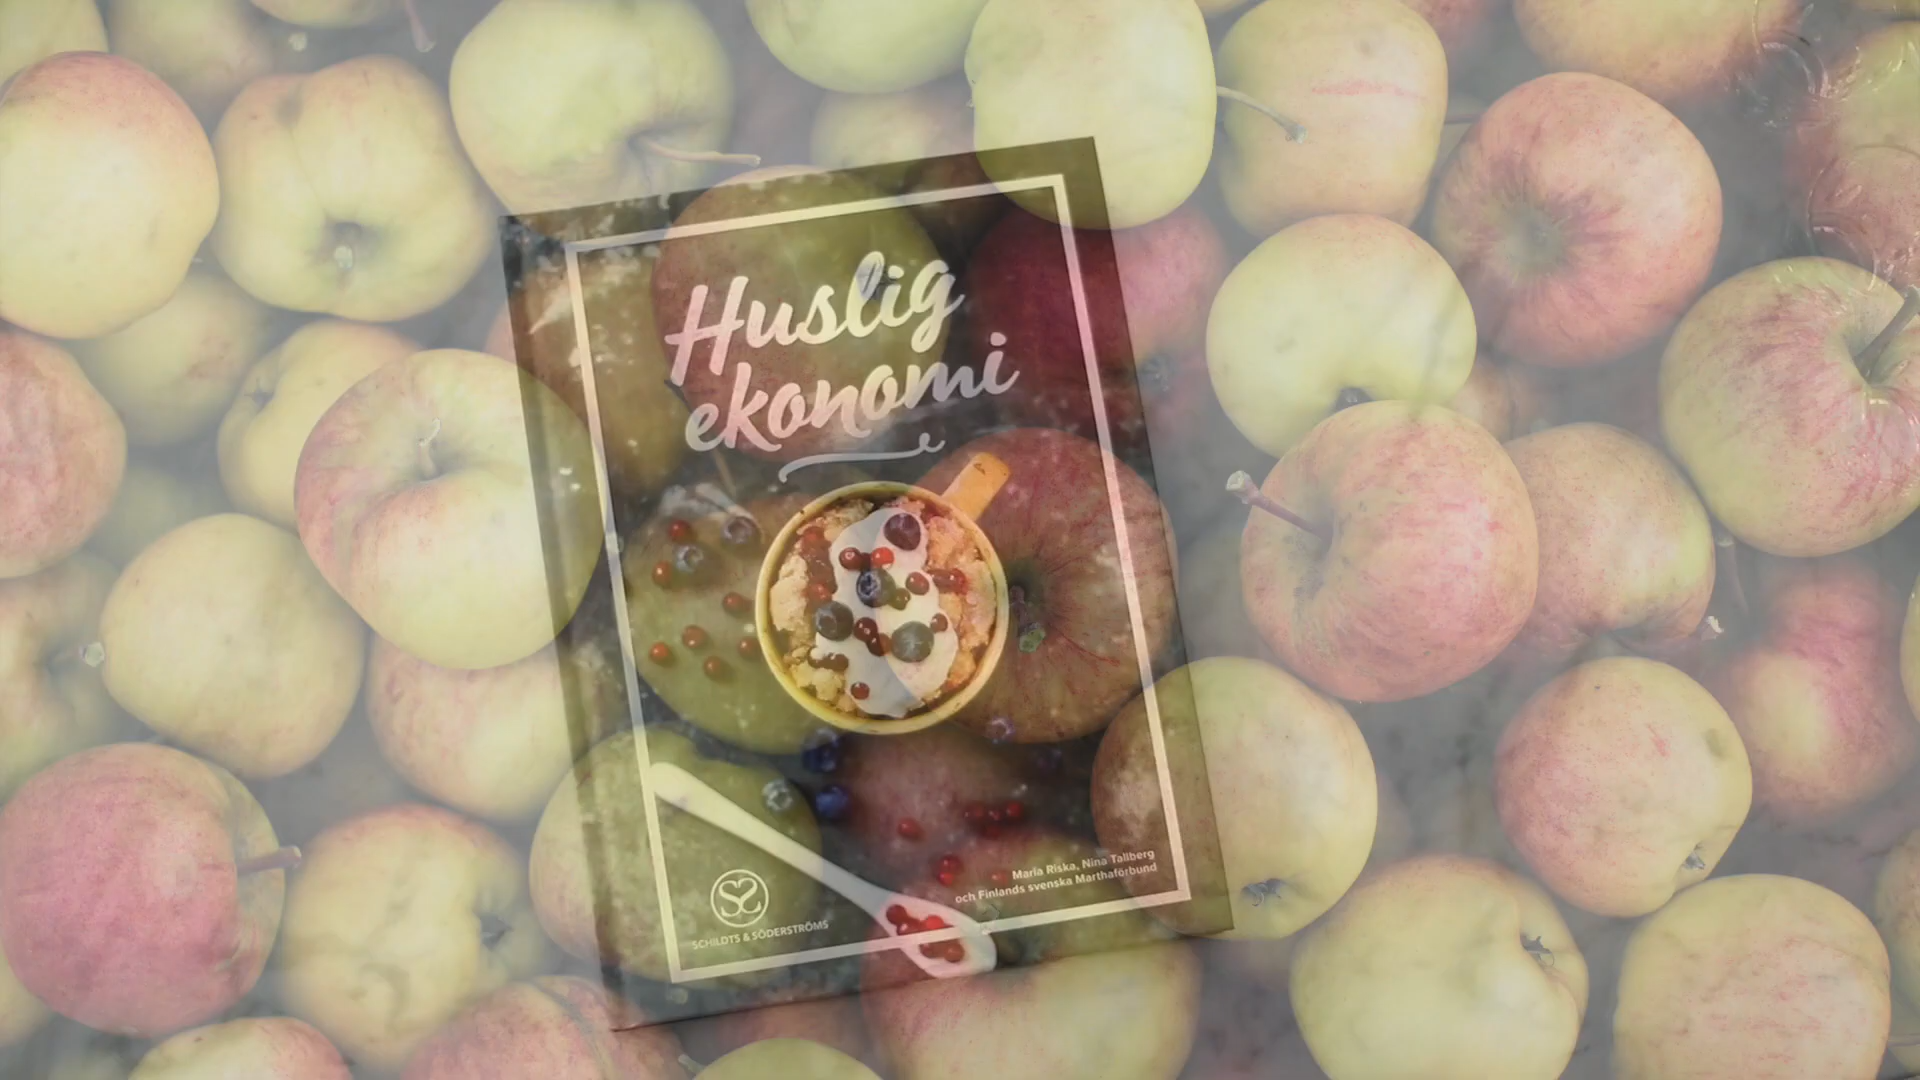 Huslig
ekonomi
Maria Riska, Nina Tallberg
och Finlands svenska Marthaförbund
SCHILDTS & SÖDERSTRÖMS